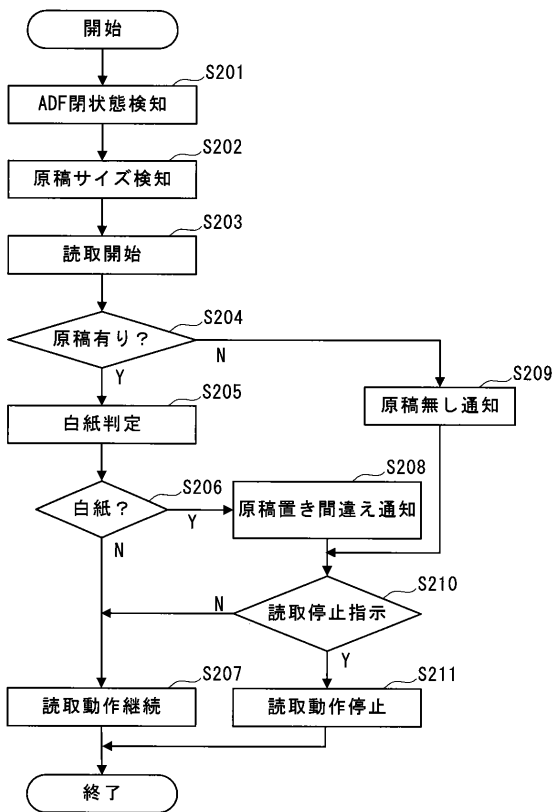 開始
S201
ADF閉状態検知
S202
原稿サイズ検知
S203
読取開始
S204
原稿有り？
N
Y
S209
原稿無し通知
S205
白紙判定
S206
白紙？
Y
N
S208
原稿置き間違え通知
S210
読取停止指示
N
Y
S207
読取動作継続
S211
読取動作停止
終了